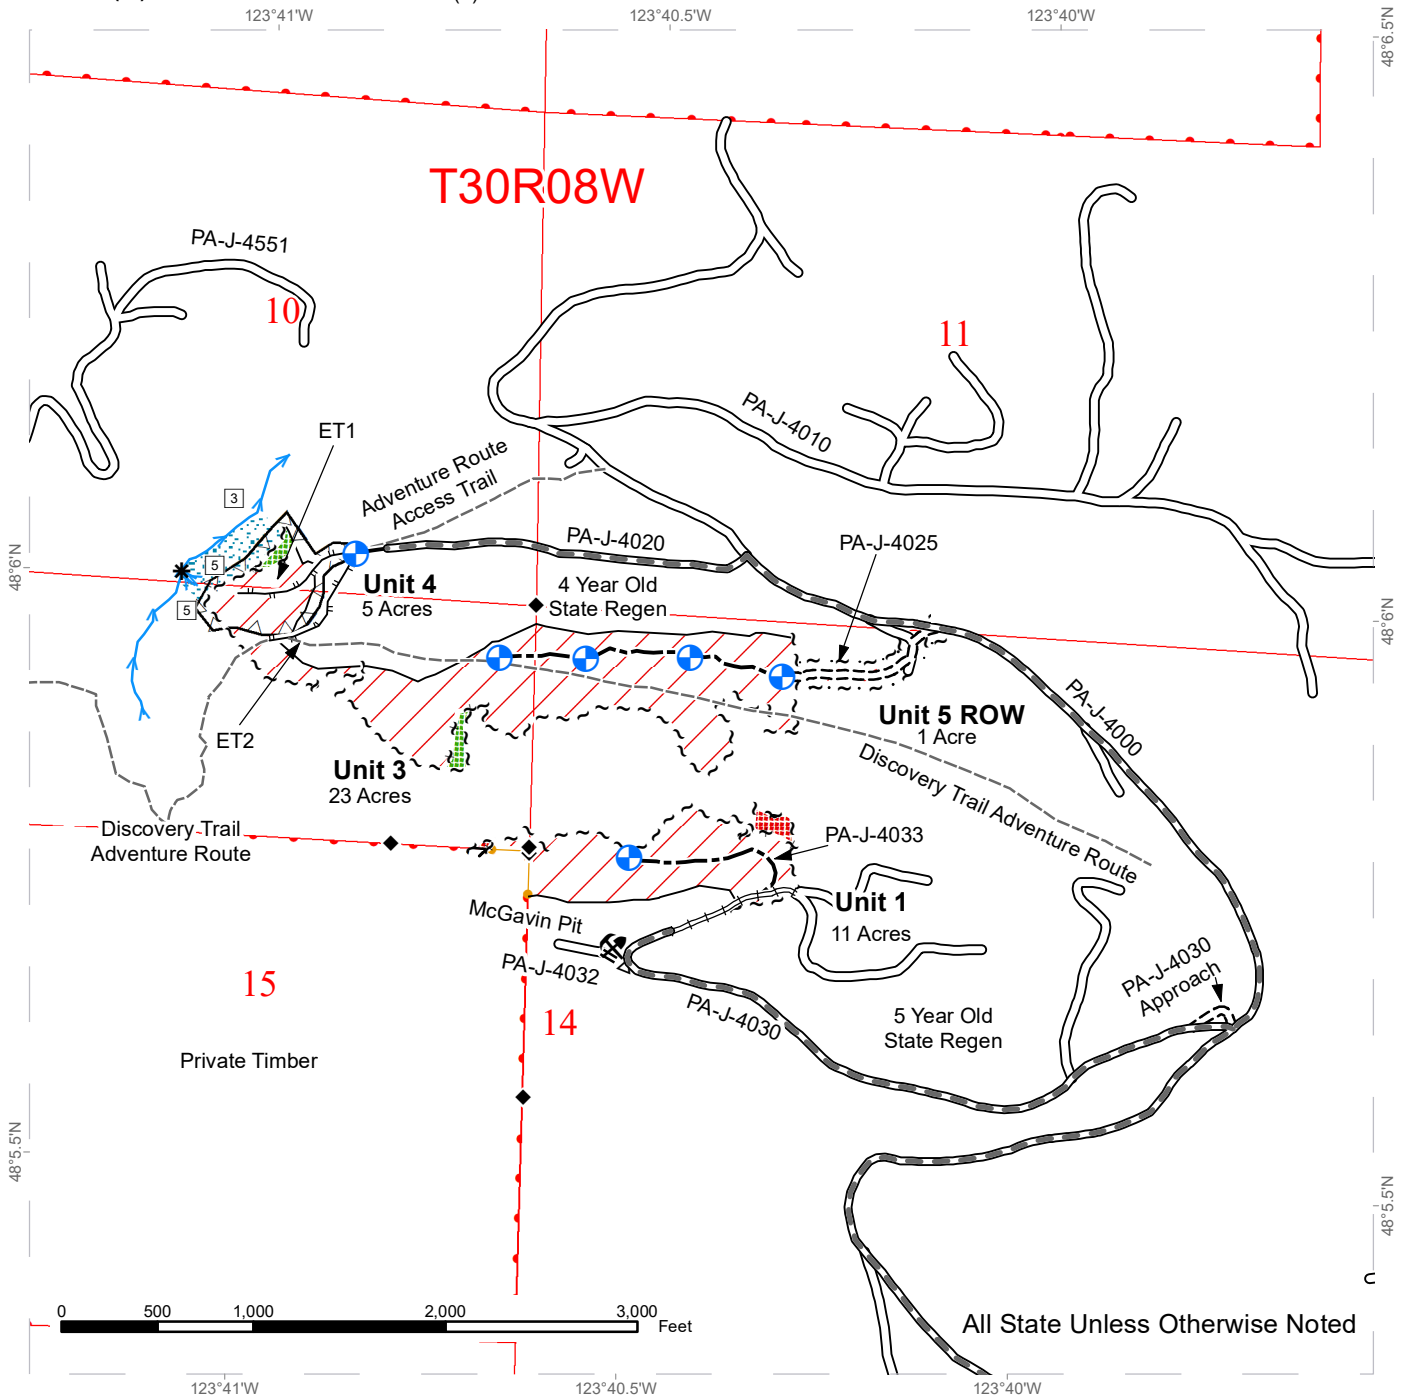 123°41'W
123°40.5'W
123°40'W
48°6.5'N
T30R08W
PA-J-4551
10
11
PA-J-4010
ET1
Adventure Route
Access Trail
3
PA-J-4020
PA-J-4025
48°6'N
5
Unit 4
5 Acres
4 Year Old
State Regen
5
48°6'N
PA-J-4000
ET2
Unit 5 ROW
1 Acre
Unit 3
23 Acres
Discovery Trail Adventure Route
Discovery Trail
Adventure Route
PA-J-4033
Unit 1
11 Acres
McGavin Pit
PA-J-4032
PA-J-4030
PA-J-4030
Approach
15
14
5 Year Old
State Regen
Private Timber
48°5.5'N
48°5.5'N
0 500 1,000 2,000 3,000
Feet
All State Unless Otherwise Noted
123°41'W
123°40.5'W
123°40'W